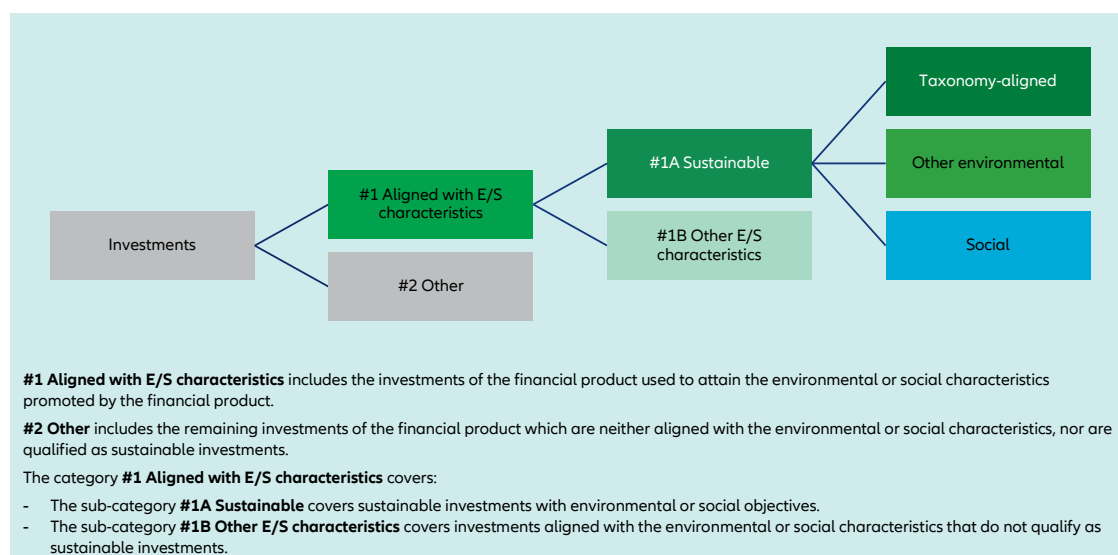 Taxonomy-aligned
#1A Sustainable
Other environmental
#1 Aligned with E/S
characteristics
#1B Other E/S
characteristics
Investments
Social
#2 Other
#1 Aligned with E/S characteristics includes the investments of the financial product used to attain the environmental or social characteristics
promoted by the financial product.
#2 Other includes the remaining investments of the financial product which are neither aligned with the environmental or social characteristics, nor are
qualified as sustainable investments.
The category #1 Aligned with E/S characteristics covers:
- The sub-category #1A Sustainable covers sustainable investments with environmental or social objectives.
- The sub-category #1B Other E/S characteristics covers investments aligned with the environmental or social characteristics that do not qualify as
sustainable investments.